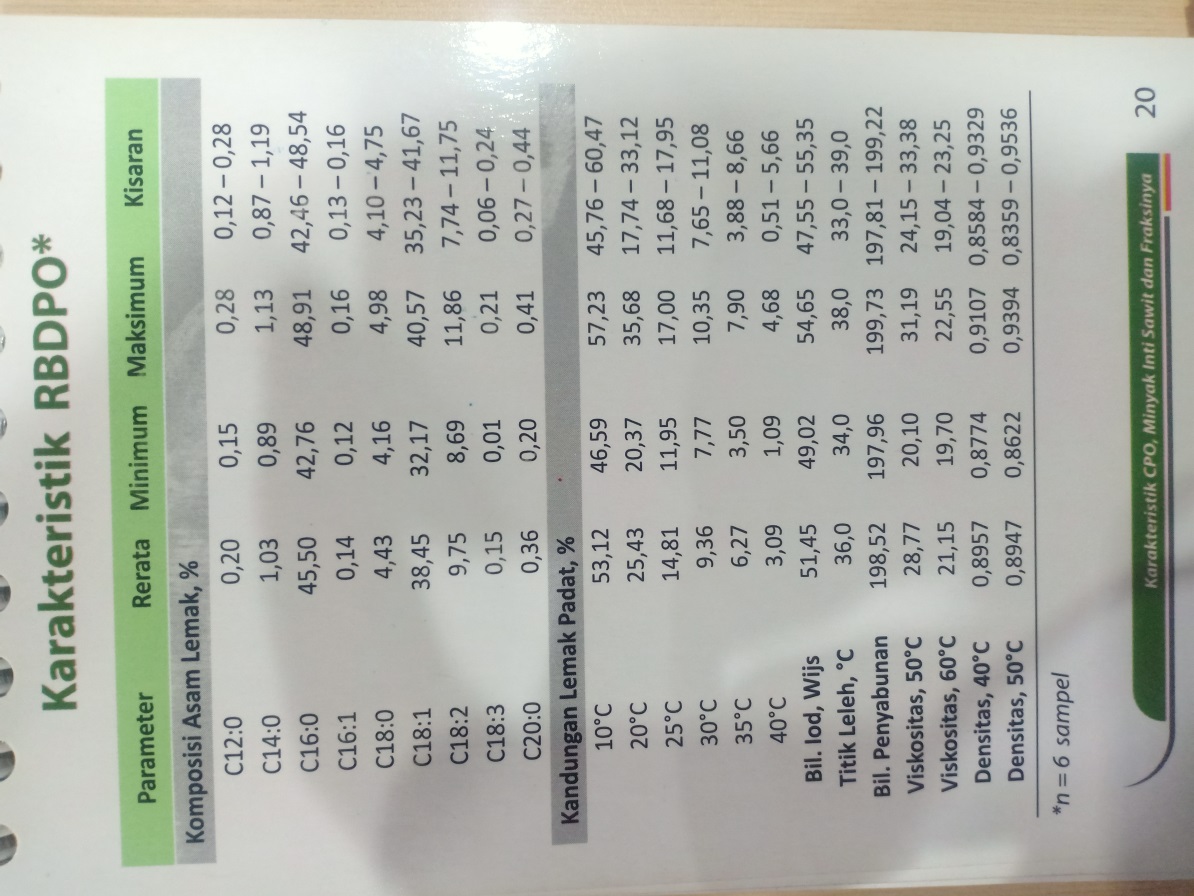 Karakteristik RBDPO*
Parameter Rerata Minimum Maksimum Kisaran
Komposisi Asam Lemak, %
C12:0 0,20 0,15 0,28 0,12 – 0,28
C14:0 1,03 0,89 1,13 0,87 – 1,19
C16:0 45,50 42,76 48,91 42,46 – 48,54
C16:1 0,14 0,12 0,16 0,13 – 0,16
C18:0 4,43 4,16 4,98 4,10 – 4,75
C18:1 38,45 32,17 40,57 35,23 – 41,67
C18:2 9,75 8,69 11,86 7,74 – 11,75
C18:3 0,15 0,01 0,21 0,06 – 0,24
C20:0 0,36 0,20 0,41 0,27 – 0,44
Kandungan Lemak Padat, %
10°C 53,12 46,59 57,23 45,76 – 60,47
20°C 25,43 20,37 35,68 17,74 – 33,12
25°C 14,81 11,95 17,00 11,68 – 17,95
30°C 9,36 7,77 10,35 7,65 – 11,08
35°C 6,27 3,50 7,90 3,88 – 8,66
40°C 3,09 1,09 4,68 0,51 – 5,66
Bil. Iod, Wijs 51,45 49,02 54,65 47,55 – 55,35
Titik Leleh, °C 36,0 34,0 38,0 33,0 – 39,0
Bil. Penyabunan 198,52 197,96 199,73 197,81 – 199,22
Viskositas, 50°C 28,77 20,10 31,19 24,15 – 33,38
Viskositas, 60°C 21,15 19,70 22,55 19,04 – 23,25
Densitas, 40°C 0,8957 0,8774 0,9107 0,8584 – 0,9329
Densitas, 50°C 0,8947 0,8622 0,9394 0,8359 – 0,9536
*n = 6 sampel
Karakteristik CPO, Minyak Inti Sawit dan Fraksinya 20